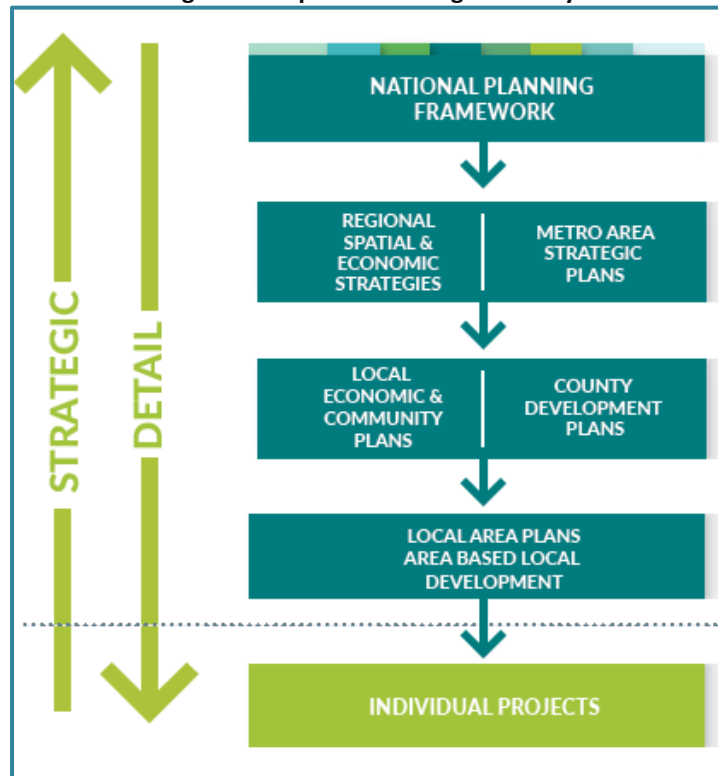 STRATEGIC
DETAIL
NATIONAL PLANNING
FRAMEWORK
REGIONAL
SPATIAL &
ECONOMIC
STRATEGIES
METRO AREA
STRATEGIC
PLANS
LOCAL
ECONOMIC &
COMMUNITY
PLANS
COUNTY
DEVELOPMENT
PLANS
LOCAL AREA PLANS
AREA BASED LOCAL
DEVELOPMENT
INDIVIDUAL PROJECTS